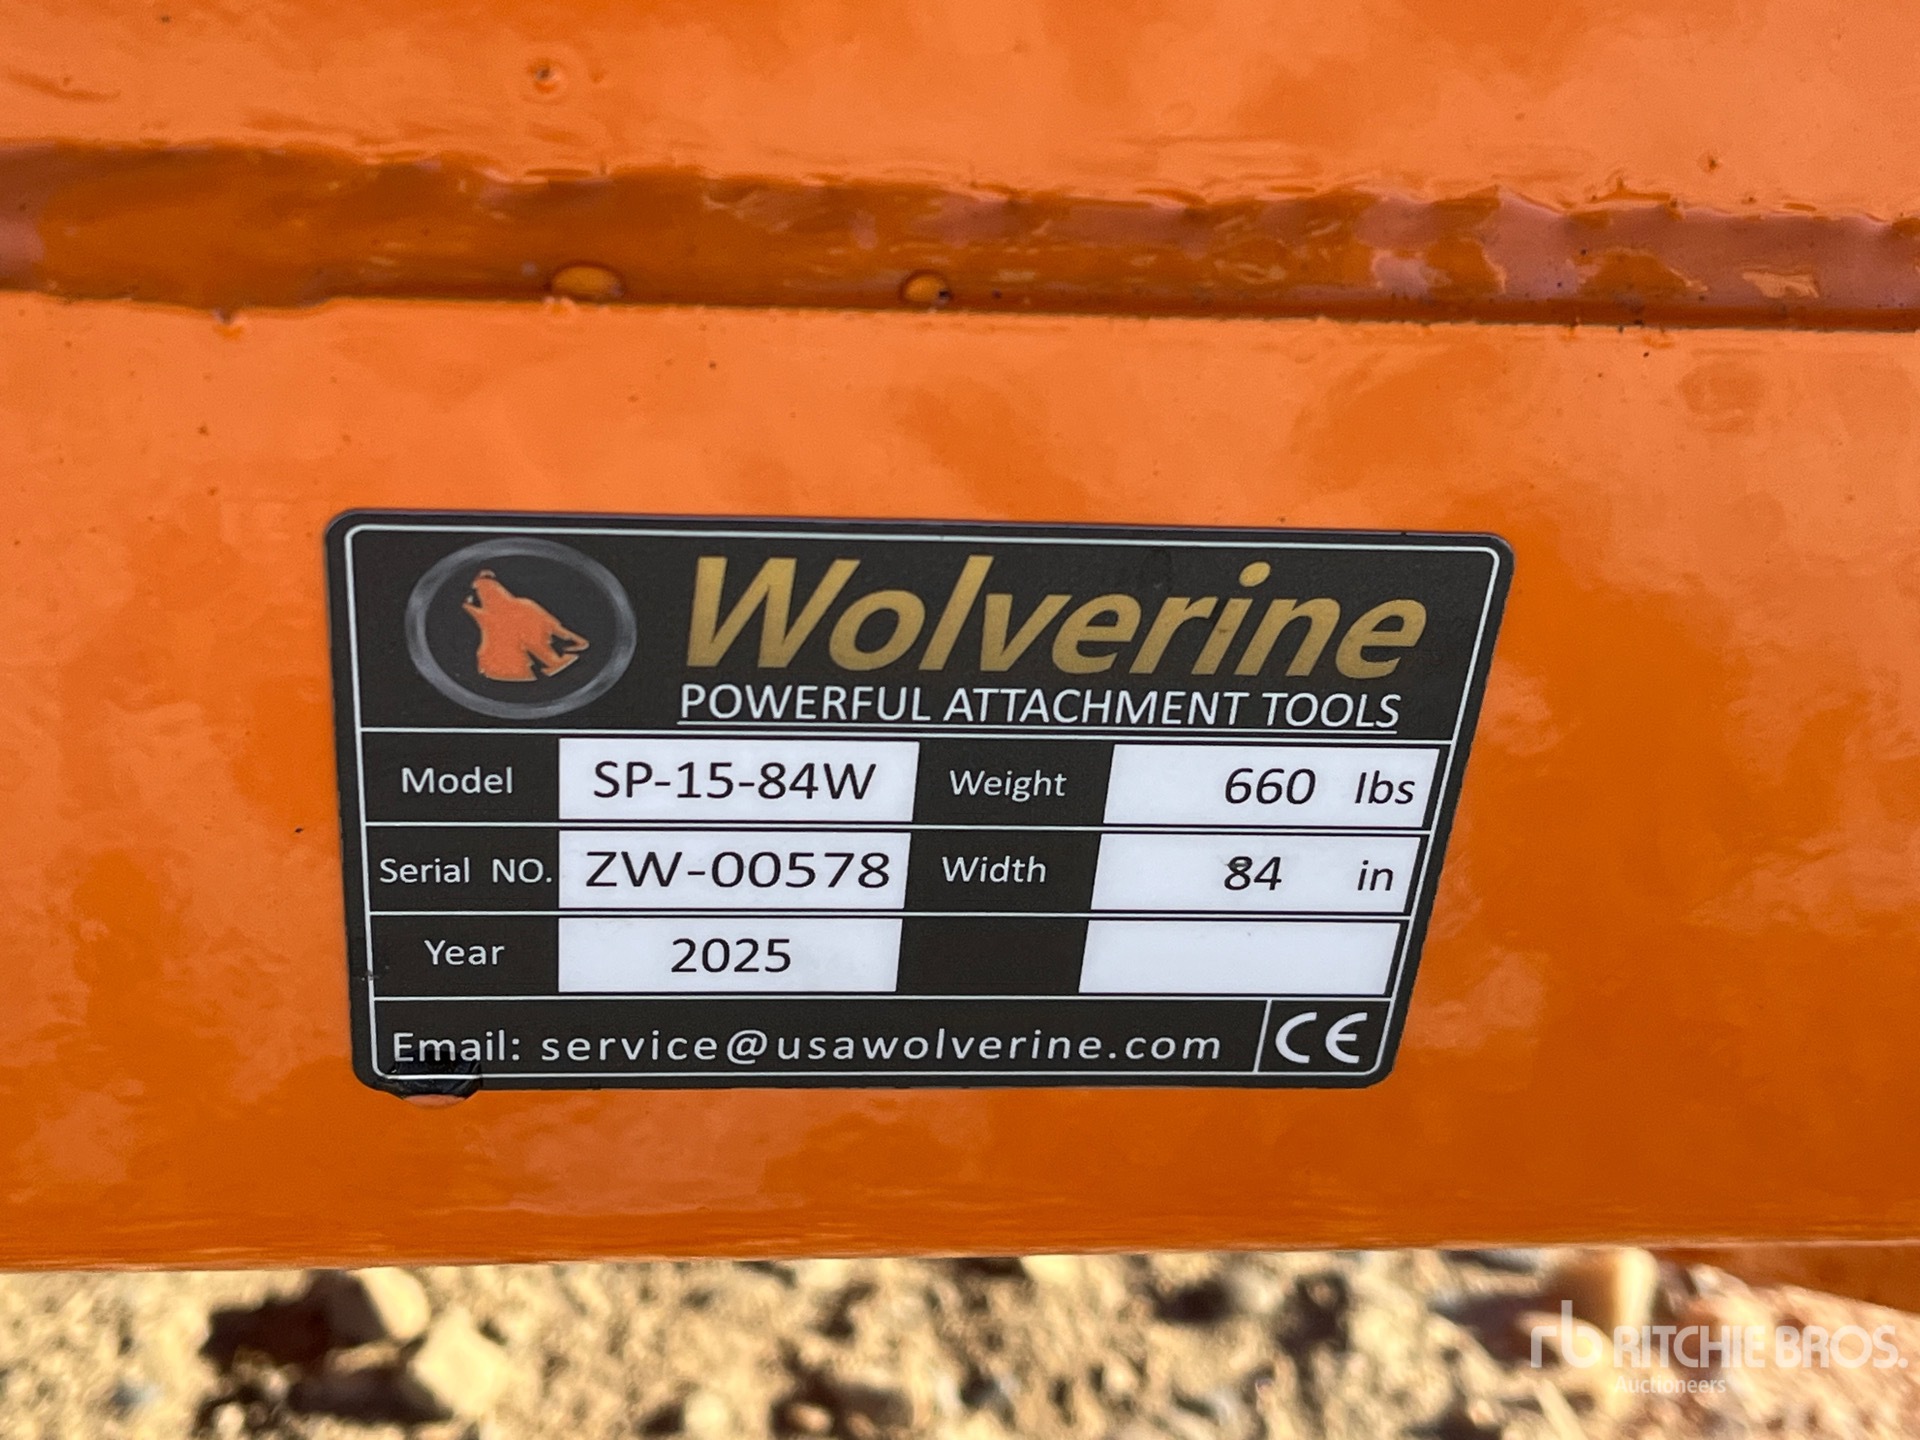 Wolverine
POWERFUL ATTACHMENT TOOLS
Model SP-15-84W Weight 660 lbs
Serial NO. ZW-00578 Width 84 in
Year 2025
Email: service@usawolverine.com CE
rb RITCHIE BROS.
Auctioneers